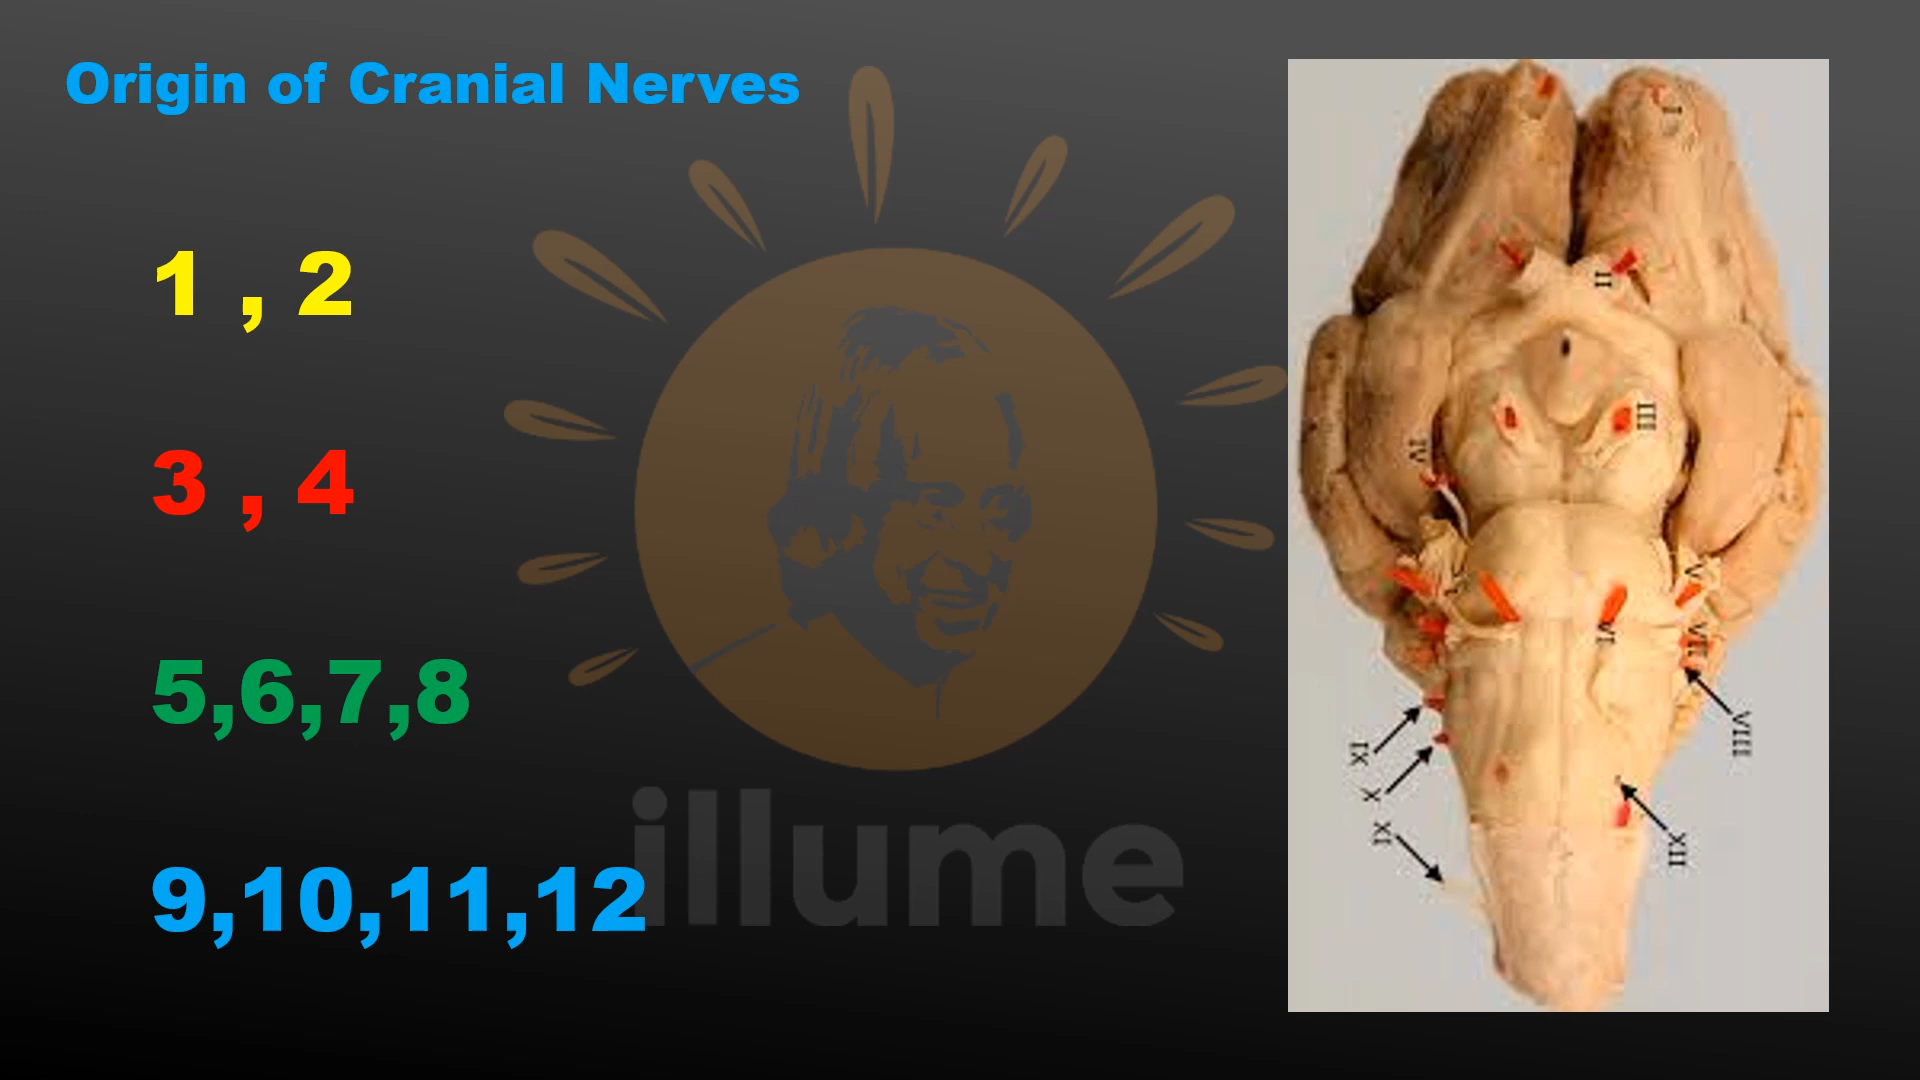 Origin of Cranial Nerves
1 , 2
3 , 4
5,6,7,8
9,10,11,12
illume
I
II
III
IV
V
VI
VII
VIII
IX
X
XI
XII